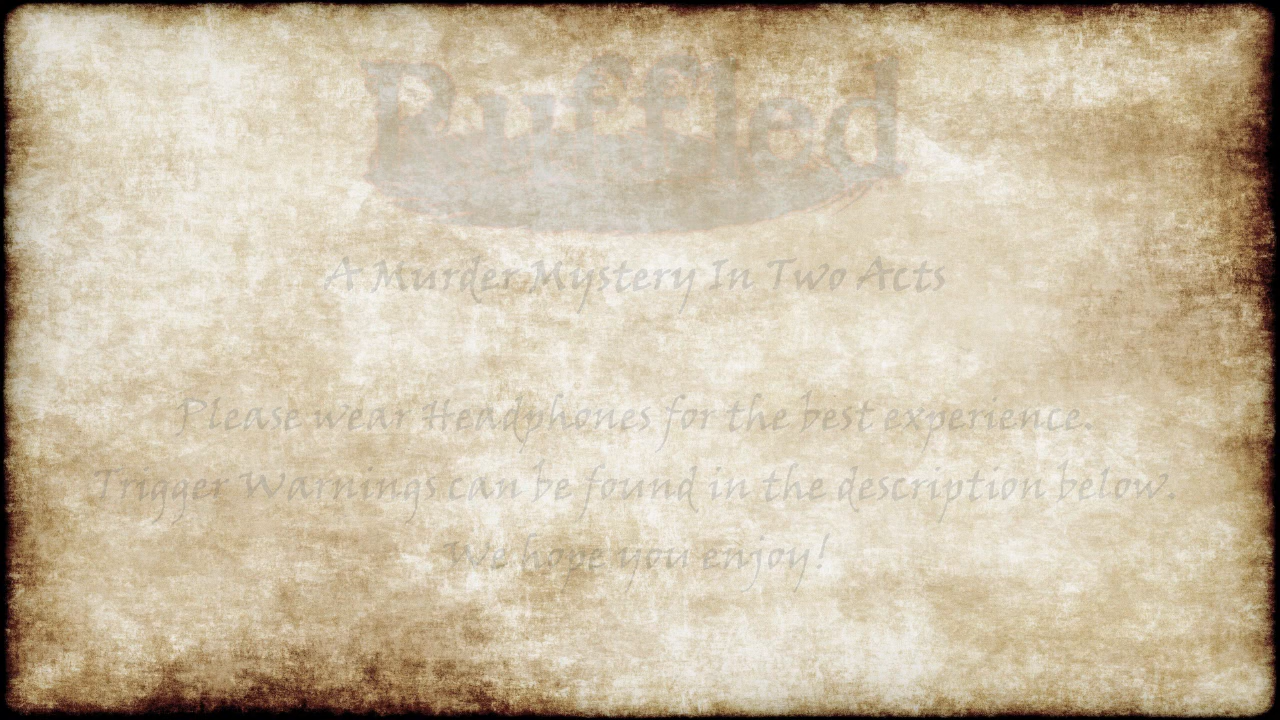 Ruffled
A Murder Mystery In Two Acts
Please wear Headphones for the best experience.
Trigger Warnings can be found in the description below.
We hope you enjoy!